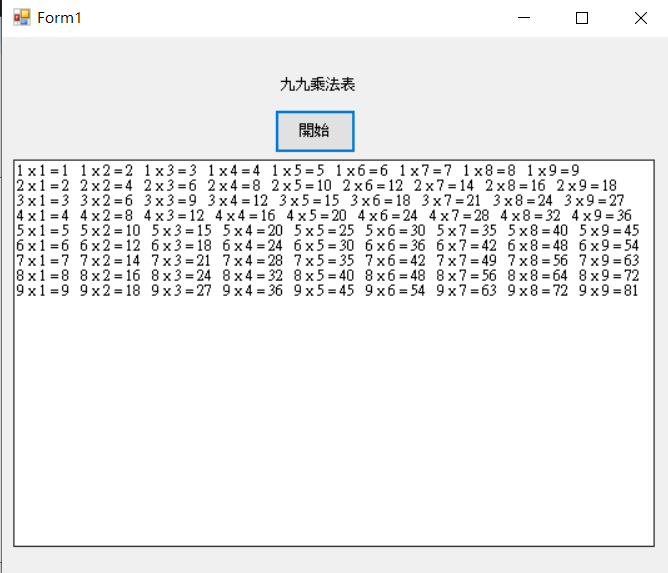 Form1
九九乘法表
開始
1 x 1 = 1 1 x 2 = 2 1 x 3 = 3 1 x 4 = 4 1 x 5 = 5 1 x 6 = 6 1 x 7 = 7 1 x 8 = 8 1 x 9 = 9
2 x 1 = 2 2 x 2 = 4 2 x 3 = 6 2 x 4 = 8 2 x 5 = 10 2 x 6 = 12 2 x 7 = 14 2 x 8 = 16 2 x 9 = 18
3 x 1 = 3 3 x 2 = 6 3 x 3 = 9 3 x 4 = 12 3 x 5 = 15 3 x 6 = 18 3 x 7 = 21 3 x 8 = 24 3 x 9 = 27
4 x 1 = 4 4 x 2 = 8 4 x 3 = 12 4 x 4 = 16 4 x 5 = 20 4 x 6 = 24 4 x 7 = 28 4 x 8 = 32 4 x 9 = 36
5 x 1 = 5 5 x 2 = 10 5 x 3 = 15 5 x 4 = 20 5 x 5 = 25 5 x 6 = 30 5 x 7 = 35 5 x 8 = 40 5 x 9 = 45
6 x 1 = 6 6 x 2 = 12 6 x 3 = 18 6 x 4 = 24 6 x 5 = 30 6 x 6 = 36 6 x 7 = 42 6 x 8 = 48 6 x 9 = 54
7 x 1 = 7 7 x 2 = 14 7 x 3 = 21 7 x 4 = 28 7 x 5 = 35 7 x 6 = 42 7 x 7 = 49 7 x 8 = 56 7 x 9 = 63
8 x 1 = 8 8 x 2 = 16 8 x 3 = 24 8 x 4 = 32 8 x 5 = 40 8 x 6 = 48 8 x 7 = 56 8 x 8 = 64 8 x 9 = 72
9 x 1 = 9 9 x 2 = 18 9 x 3 = 27 9 x 4 = 36 9 x 5 = 45 9 x 6 = 54 9 x 7 = 63 9 x 8 = 72 9 x 9 = 81